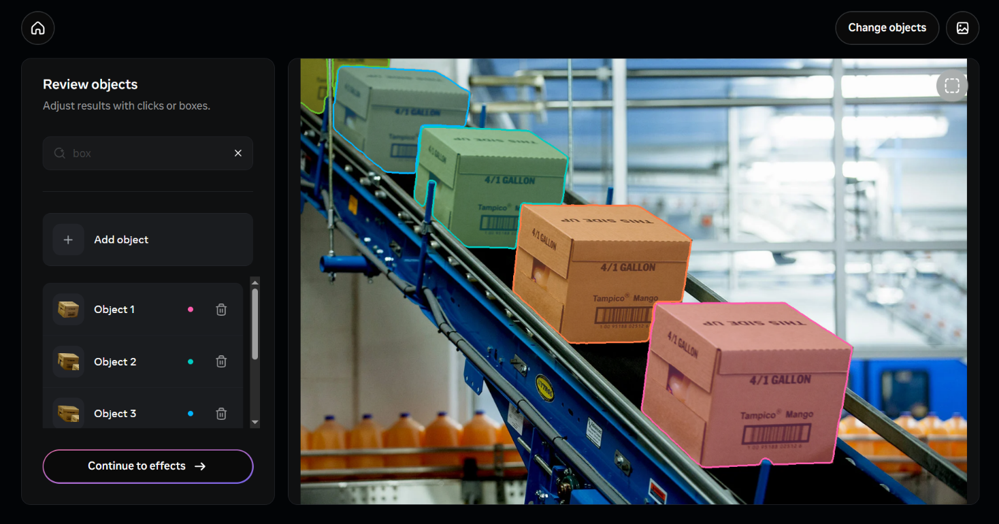 Change objects
Review objects
Adjust results with clicks or boxes.
box
Add object
Object 1
Object 2
Object 3
Continue to effects
GALLON
4/1 GALLON
Tampico
THIS SIDE UP
4/1 GALLON
4/1 GALLON
Tampico®
THIS SIDE UP
4/1 GALLON
4/1 GALLON
Tampico® Mango
THIS SIDE UP
4/1 GALLON
4/1 GALLON
Tampico® Mango
HYTROL